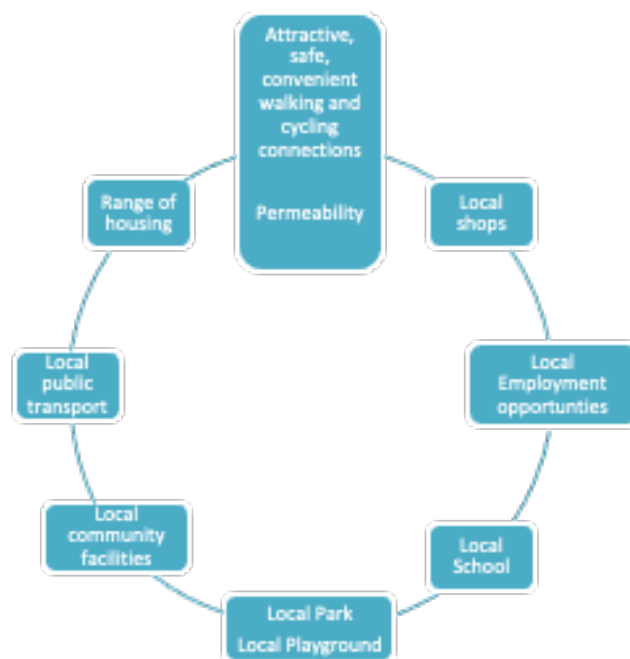 Attractive,
safe,
convenient
walking and
cycling
connections
Permeability
Local
shops
Local
Employment
opportunties
Local
School
Local Park
Local Playground
Local
community
facilities
Local
public
transport
Range of
housing